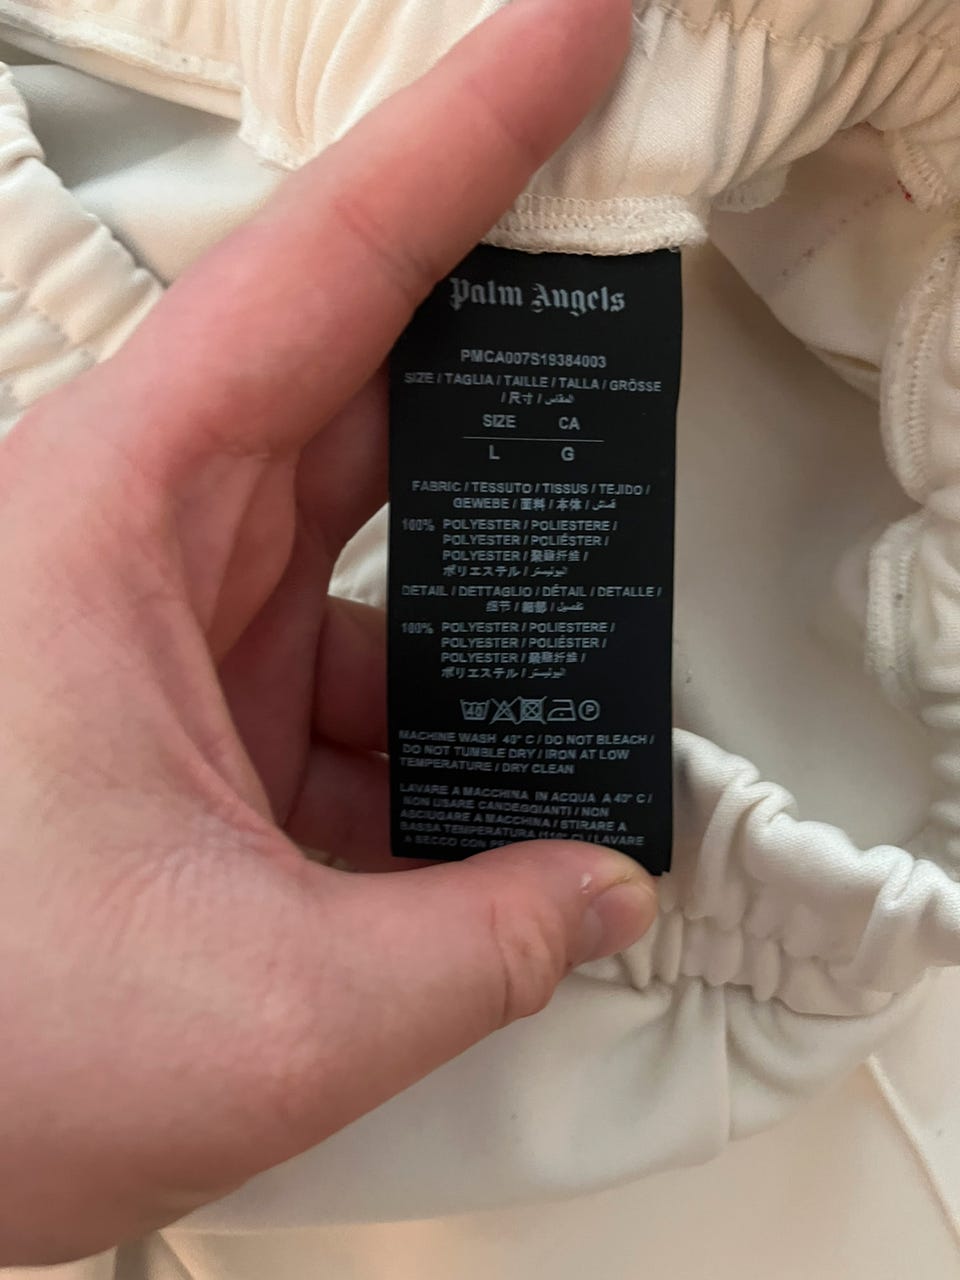 Palm Angels
PMCA007S19384003
SIZE / TAGLIA / TAILLE / TALLA / GRÖSSE
/ 尺寸 / المقاس
SIZE CA
L G
FABRIC / TESSUTO / TISSUS / TEJIDO /
GEWEBE / 面料 / 本体 / قماش
100% POLYESTER / POLIESTERE /
POLYESTER / POLIÉSTER /
POLYESTER / 聚酯纤维 /
ポリエステル / البوليستر
DETAIL / DETTAGLIO / DÉTAIL / DETALLE /
细节 / 細部 / تفصيل
100% POLYESTER / POLIESTERE /
POLYESTER / POLIÉSTER /
POLYESTER / 聚酯纤维 /
ポリエステル / البوليستر
40 P
MACHINE WASH 40° C / DO NOT BLEACH /
DO NOT TUMBLE DRY / IRON AT LOW
TEMPERATURE / DRY CLEAN
LAVARE A MACCHINA IN ACQUA A 40° C /
NON USARE CANDEGGIANTI / NON
ASCIUGARE A MACCHINA / STIRARE A
BASSA TEMPERATURA (110° C) / LAVARE
A SECCO CON